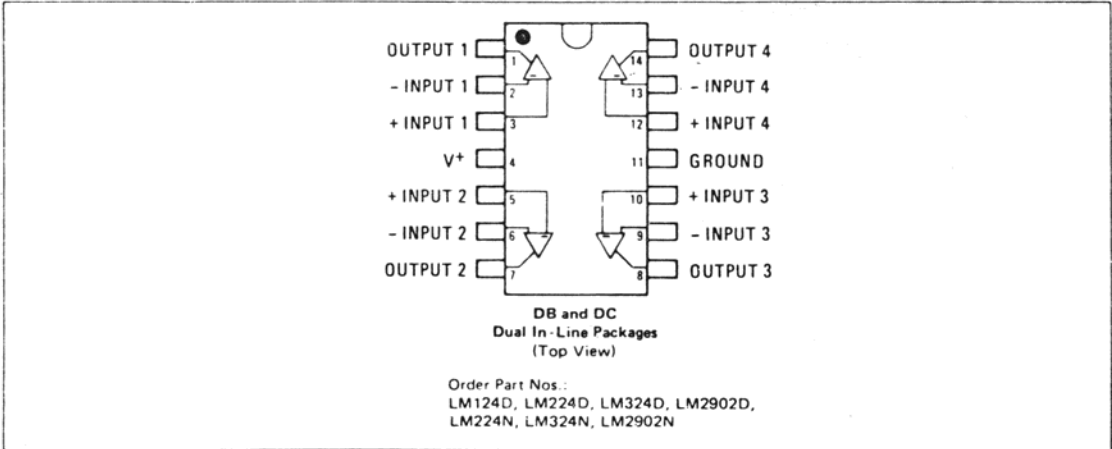 OUTPUT 1 1 14 OUTPUT 4
- INPUT 1 2 13 - INPUT 4
+ INPUT 1 3 12 + INPUT 4
V+ 4 11 GROUND
+ INPUT 2 5 10 + INPUT 3
- INPUT 2 6 9 - INPUT 3
OUTPUT 2 7 8 OUTPUT 3
DB and DC
Dual In-Line Packages
(Top View)
Order Part Nos.:
LM124D, LM224D, LM324D, LM2902D,
LM224N, LM324N, LM2902N